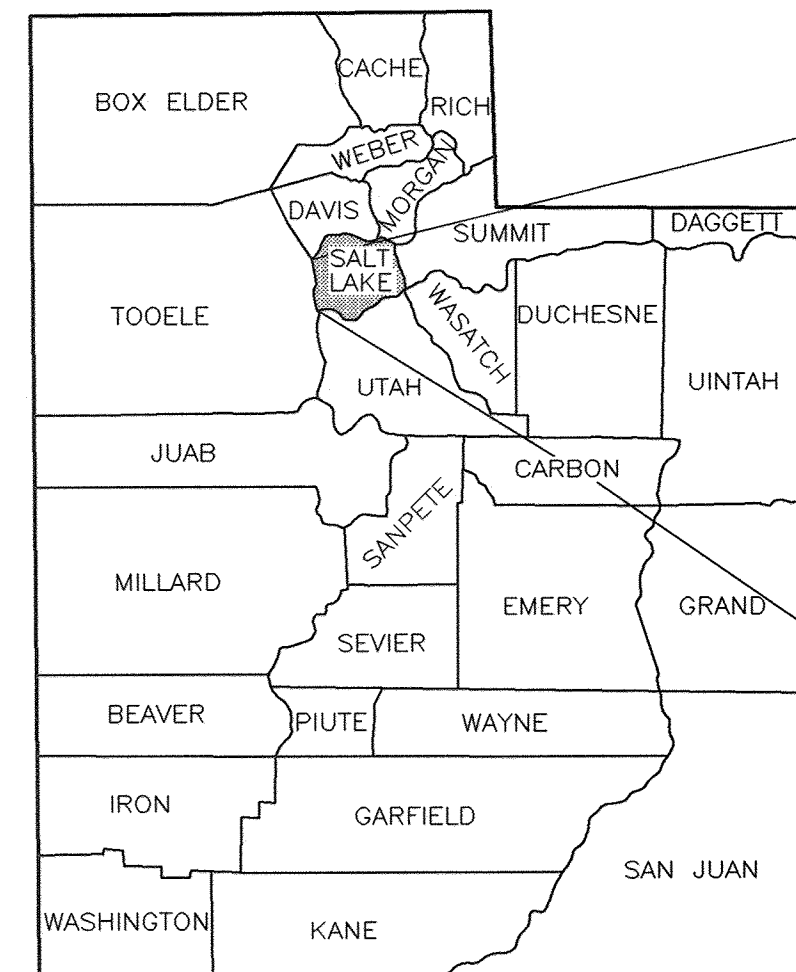 CACHE
BOX ELDER
RICH
WEBER
MORGAN
DAVIS
SUMMIT
DAGGETT
SALT
LAKE
WASATCH
TOOELE
DUCHESNE
UTAH
UINTAH
JUAB
CARBON
SANPETE
MILLARD
EMERY
GRAND
SEVIER
BEAVER
PIUTE
WAYNE
IRON
GARFIELD
SAN JUAN
WASHINGTON
KANE